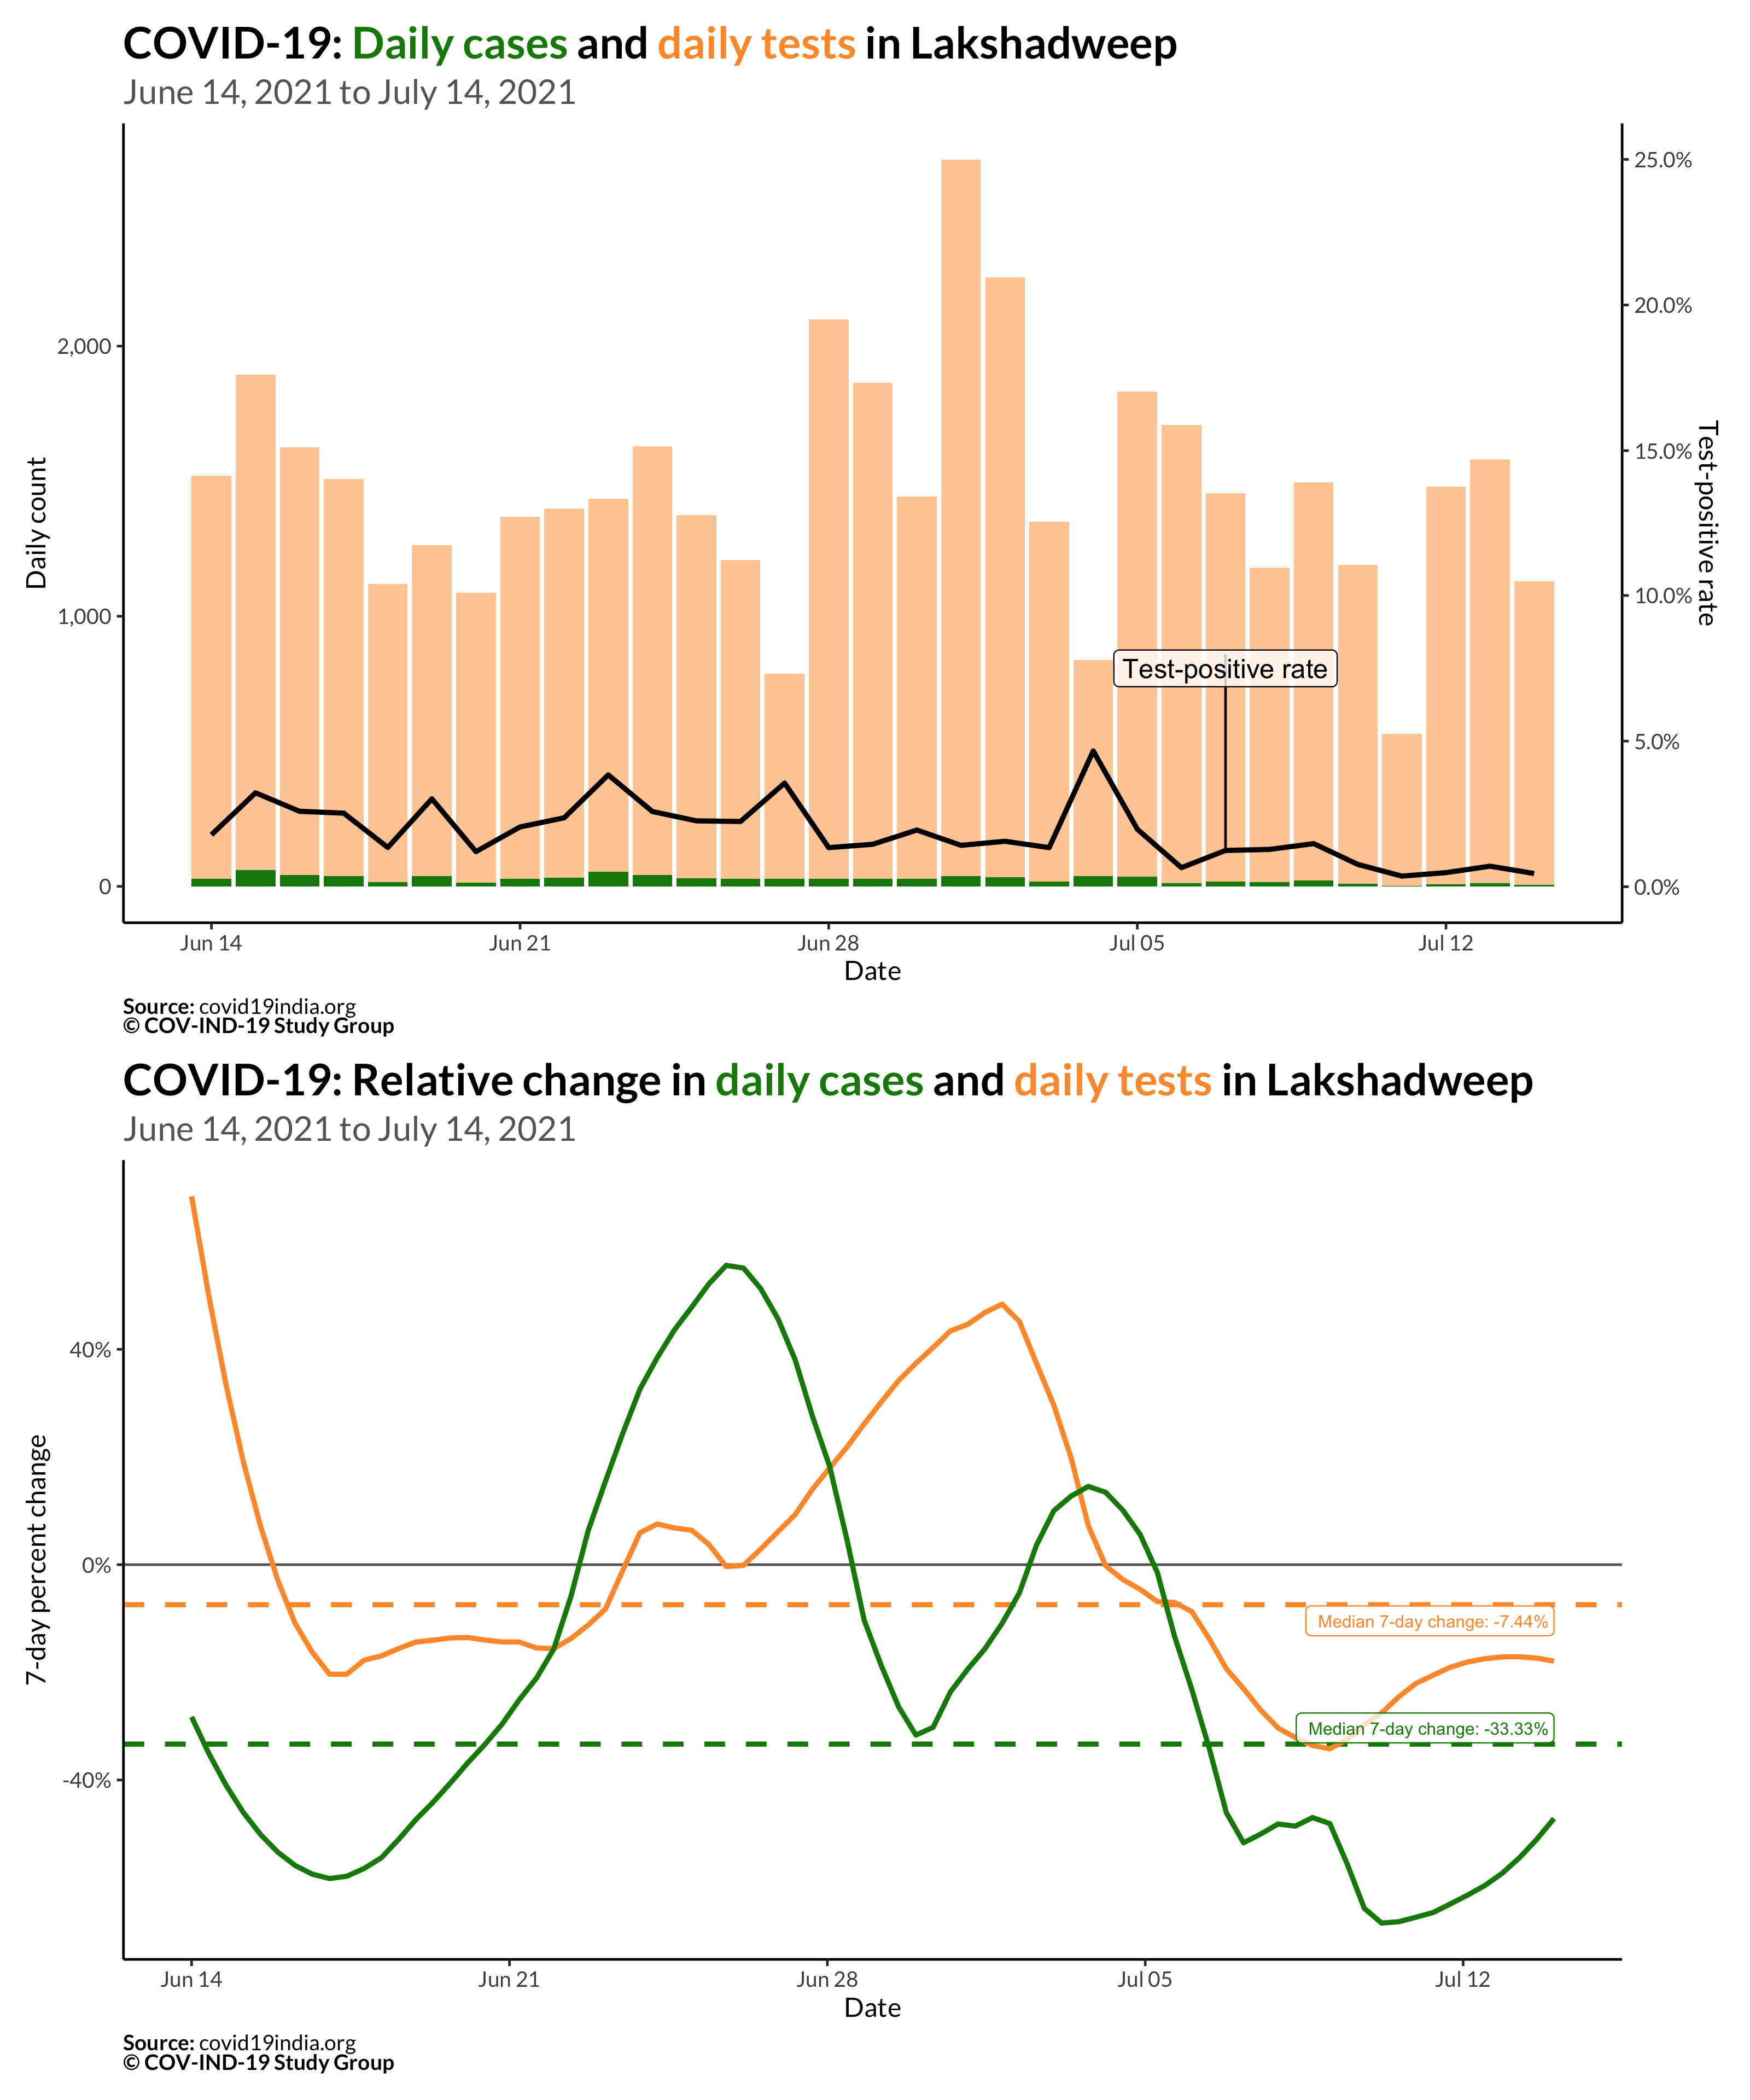 COVID-19: Daily cases and daily tests in Lakshadweep
June 14, 2021 to July 14, 2021
Daily count
2,000
1,000
0
25.0%
20.0%
15.0%
10.0%
5.0%
0.0%
Test-positive rate
Test-positive rate
Jun 14
Jun 21
Jun 28
Jul 05
Jul 12
Date
Source: covid19india.org
© COV-IND-19 Study Group
COVID-19: Relative change in daily cases and daily tests in Lakshadweep
June 14, 2021 to July 14, 2021
7-day percent change
40%
0%
-40%
Median 7-day change: -7.44%
Median 7-day change: -33.33%
Jun 14
Jun 21
Jun 28
Jul 05
Jul 12
Date
Source: covid19india.org
© COV-IND-19 Study Group